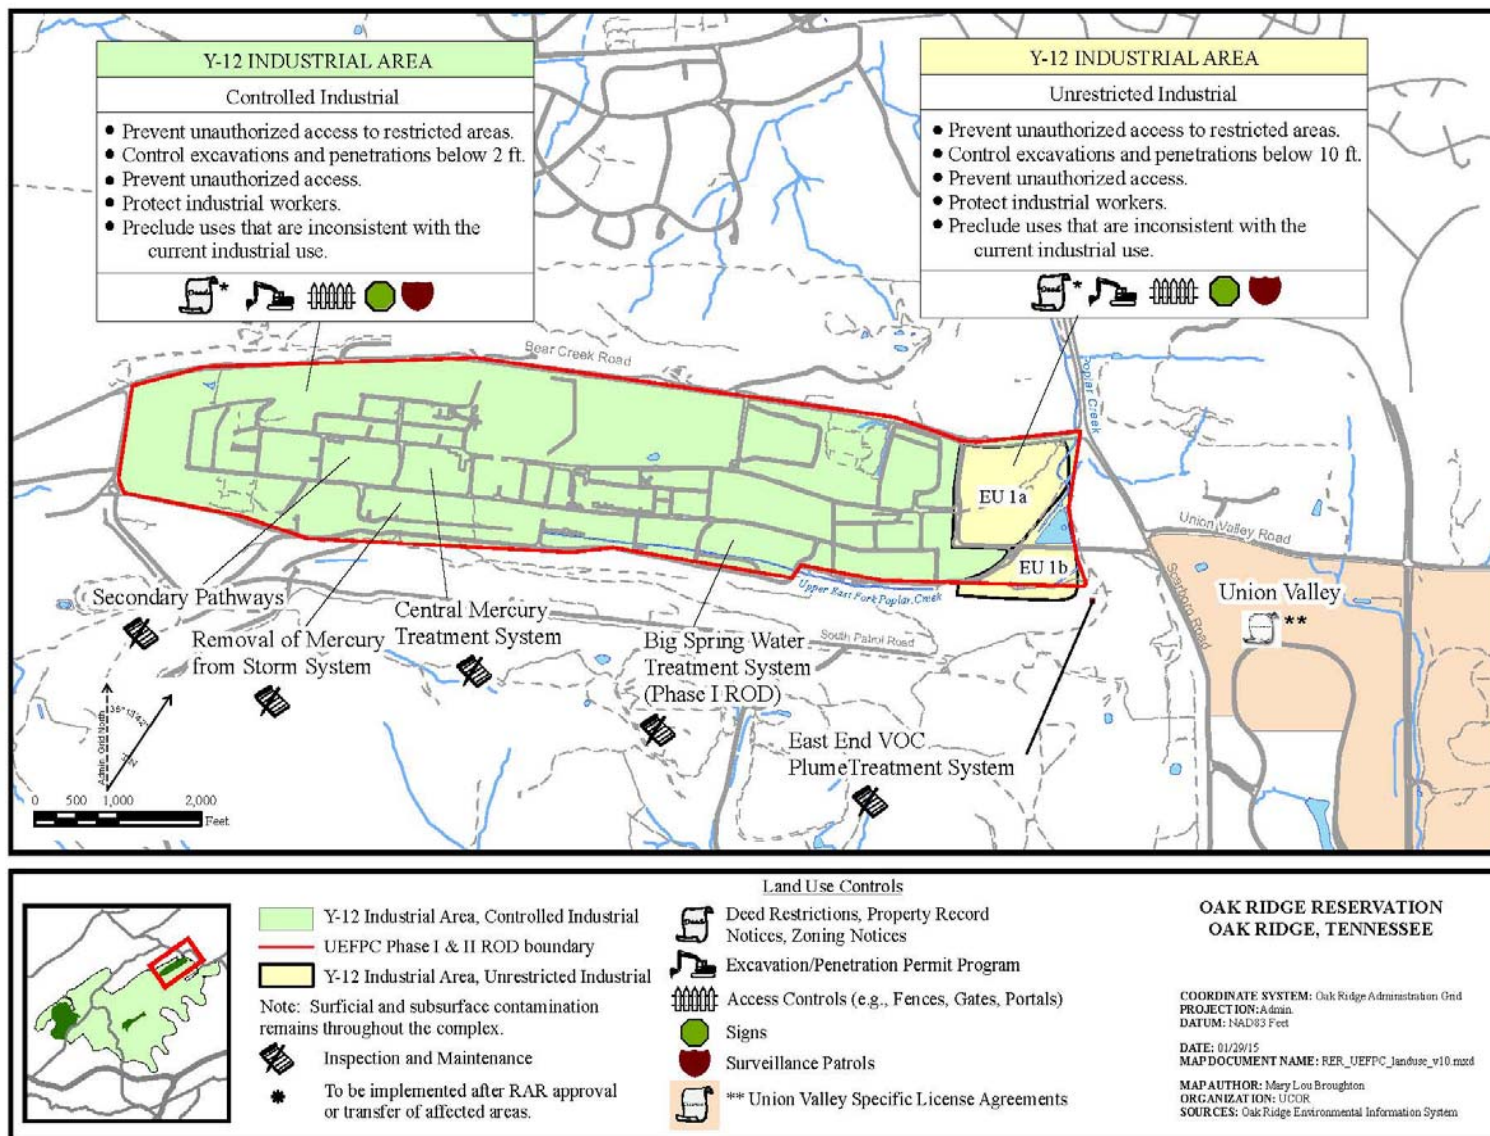 Y-12 INDUSTRIAL AREA
Controlled Industrial
• Prevent unauthorized access to restricted areas.
• Control excavations and penetrations below 2 ft.
• Prevent unauthorized access.
• Protect industrial workers.
• Preclude uses that are inconsistent with the
current industrial use.
Deed *
Y-12 INDUSTRIAL AREA
Unrestricted Industrial
• Prevent unauthorized access to restricted areas.
• Control excavations and penetrations below 10 ft.
• Prevent unauthorized access.
• Protect industrial workers.
• Preclude uses that are inconsistent with the
current industrial use.
Deed *
Bear Creek Road
Poplar Creek
EU 1a
EU 1b
Union Valley Road
Scarboro Road
Union Valley
**
Upper East Fork Poplar Creek
South Patrol Road
Secondary Pathways
Removal of Mercury
from Storm System
Central Mercury
Treatment System
Big Spring Water
Treatment System
(Phase I ROD)
East End VOC
PlumeTreatment System
Admin Grid North
0 500 1,000 2,000
Feet
Y-12 Industrial Area, Controlled Industrial
UEFPC Phase I & II ROD boundary
Y-12 Industrial Area, Unrestricted Industrial
Note: Surficial and subsurface contamination
remains throughout the complex.
Inspection and Maintenance
* To be implemented after RAR approval
or transfer of affected areas.
Land Use Controls
Deed
Deed Restrictions, Property Record
Notices, Zoning Notices
Excavation/Penetration Permit Program
Access Controls (e.g., Fences, Gates, Portals)
Signs
Surveillance Patrols
** Union Valley Specific License Agreements
OAK RIDGE RESERVATION
OAK RIDGE, TENNESSEE
COORDINATE SYSTEM: Oak Ridge Administration Grid
PROJECTION:Admin.
DATUM: NAD83 Feet
DATE: 01/29/15
MAP DOCUMENT NAME: RER_UEFPC_landuse_v10.mxd
MAP AUTHOR: Mary Lou Broughton
ORGANIZATION: UCOR
SOURCES: Oak Ridge Environmental Information System